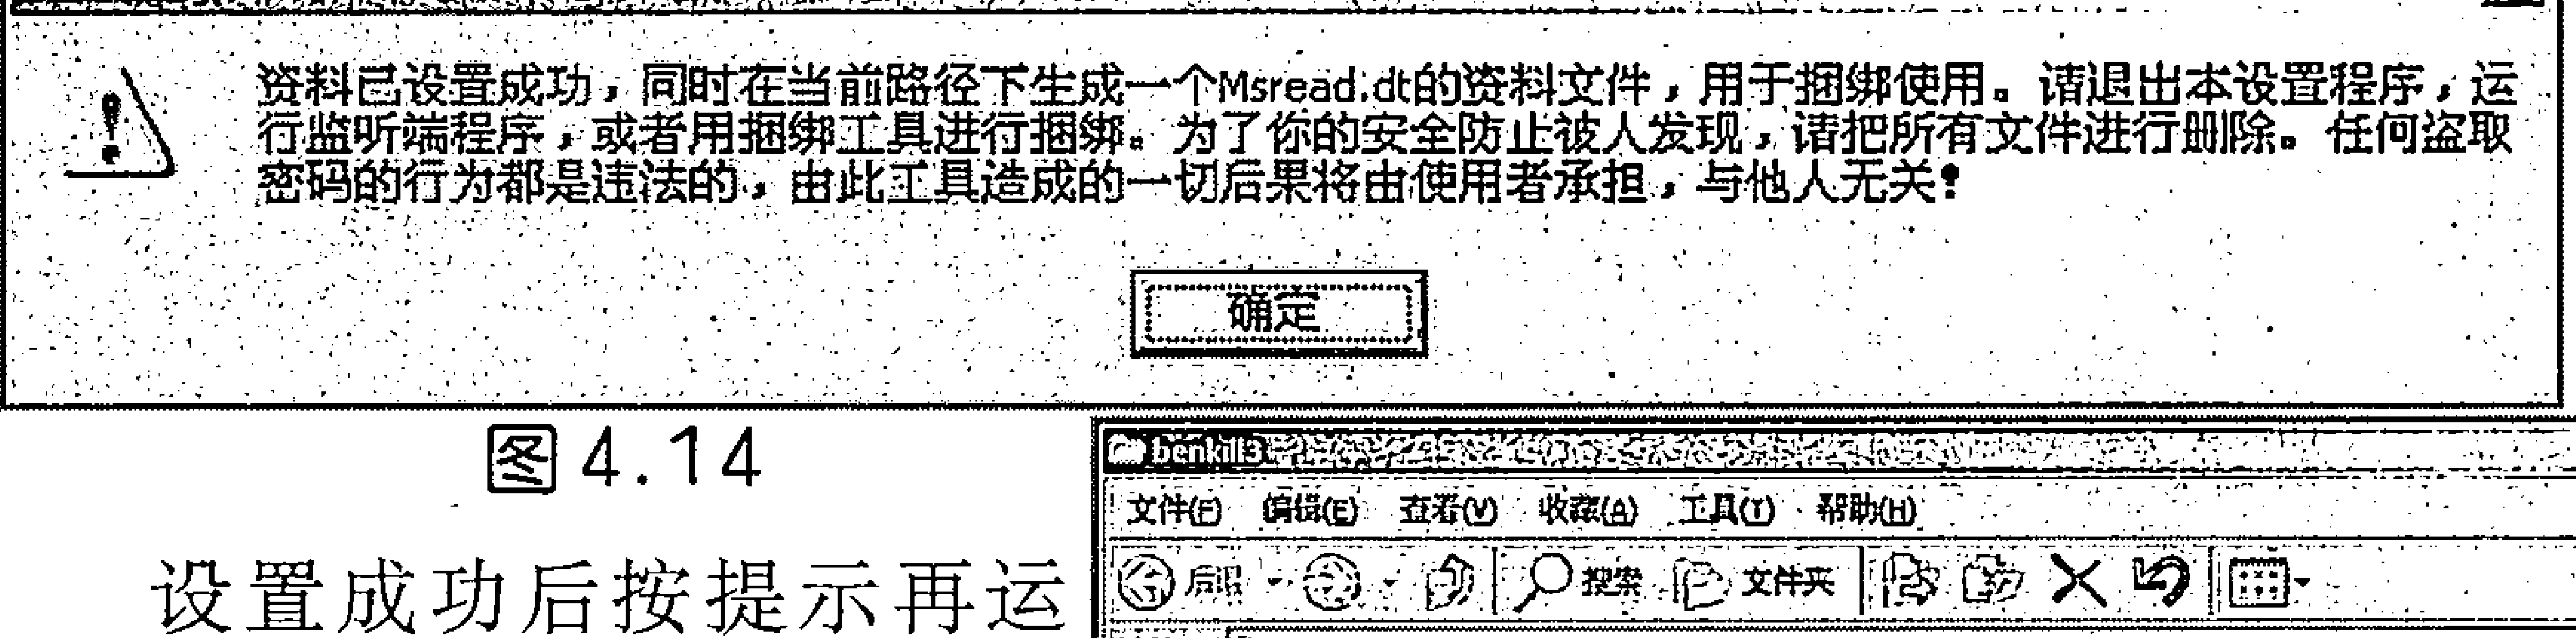 资料已设置成功，同时在当前路径下生成一个Msread.dt的资料文件，用于捆绑使用。请退出本设置程序，运
行监听端程序，或者用捆绑工具进行捆绑。为了你的安全防止被人发现，请把所有文件进行删除。任何盗取
密码的行为都是违法的，由此工具造成的一切后果将由使用者承担，与他人无关！
确定
图4.14
benkill3
文件(F) 编辑(E) 查看(V) 收藏(A) 工具(T) 帮助(H)
后退 搜索 文件夹
设置成功后按提示再运